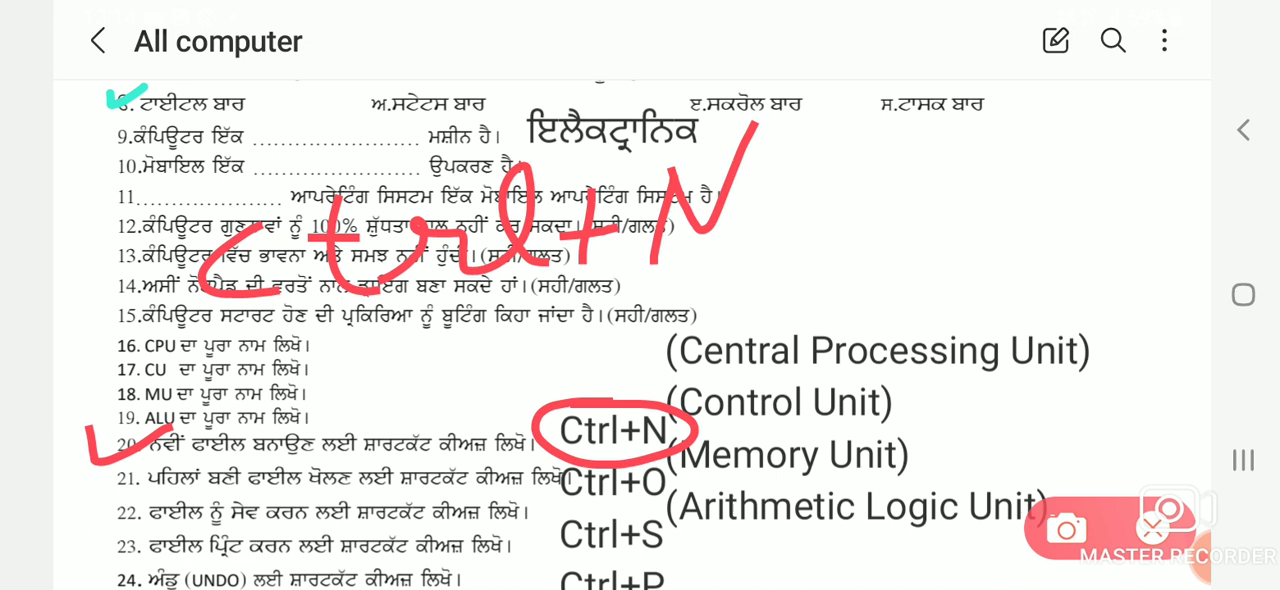 All computer
8. ਟਾਈਟਲ ਬਾਰ ਅ.ਸਟੇਟਸ ਬਾਰ ੲ.ਸਕਰੋਲ ਬਾਰ ਸ.ਟਾਸਕ ਬਾਰ
9.ਕੰਪਿਊਟਰ ਇੱਕ ........................ ਮਸ਼ੀਨ ਹੈ। ਇਲੈਕਟ੍ਰਾਨਿਕ
10.ਮੋਬਾਇਲ ਇੱਕ ........................ ਉਪਕਰਣ ਹੈ।
11..................... ਆਪਰੇਟਿੰਗ ਸਿਸਟਮ ਇੱਕ ਮੋਬਾਇਲ ਆਪਰੇਟਿੰਗ ਸਿਸਟਮ ਹੈ।
ctrl+N
12.ਕੰਪਿਊਟਰ ਗੁਣਨਾਵਾਂ ਨੂੰ 100% ਸ਼ੁੱਧਤਾ ਨਾਲ ਨਹੀਂ ਕਰ ਸਕਦਾ। (ਸਹੀ/ਗਲਤ)
13.ਕੰਪਿਊਟਰ ਵਿੱਚ ਭਾਵਨਾ ਅਤੇ ਸਮਝ ਨਹੀਂ ਹੁੰਦੀ। (ਸਹੀ/ਗਲਤ)
14.ਅਸੀਂ ਨੋਟਪੈਡ ਦੀ ਵਰਤੋਂ ਨਾਲ ਡ੍ਰਾਇੰਗ ਬਣਾ ਸਕਦੇ ਹਾਂ। (ਸਹੀ/ਗਲਤ)
15.ਕੰਪਿਊਟਰ ਸਟਾਰਟ ਹੋਣ ਦੀ ਪ੍ਰਕਿਰਿਆ ਨੂੰ ਬੂਟਿੰਗ ਕਿਹਾ ਜਾਂਦਾ ਹੈ। (ਸਹੀ/ਗਲਤ)
16. CPU ਦਾ ਪੂਰਾ ਨਾਮ ਲਿਖੋ। (Central Processing Unit)
17. CU ਦਾ ਪੂਰਾ ਨਾਮ ਲਿਖੋ।
18. MU ਦਾ ਪੂਰਾ ਨਾਮ ਲਿਖੋ। (Control Unit)
19. ALU ਦਾ ਪੂਰਾ ਨਾਮ ਲਿਖੋ।
20. ਨਵੀਂ ਫਾਈਲ ਬਨਾਉਣ ਲਈ ਸ਼ਾਰਟਕੱਟ ਕੀਅਜ਼ ਲਿਖੋ। Ctrl+N (Memory Unit)
21. ਪਹਿਲਾਂ ਬਣੀ ਫਾਈਲ ਖੋਲਣ ਲਈ ਸ਼ਾਰਟਕੱਟ ਕੀਅਜ਼ ਲਿਖੋ। Ctrl+O
22. ਫਾਈਲ ਨੂੰ ਸੇਵ ਕਰਨ ਲਈ ਸ਼ਾਰਟਕੱਟ ਕੀਅਜ਼ ਲਿਖੋ। (Arithmetic Logic Unit)
23. ਫਾਈਲ ਪ੍ਰਿੰਟ ਕਰਨ ਲਈ ਸ਼ਾਰਟਕੱਟ ਕੀਅਜ਼ ਲਿਖੋ। Ctrl+S
MASTER RECORDER
24. ਅੰਡੂ (UNDO) ਲਈ ਸ਼ਾਰਟਕੱਟ ਕੀਅਜ਼ ਲਿਖੋ। Ctrl+P